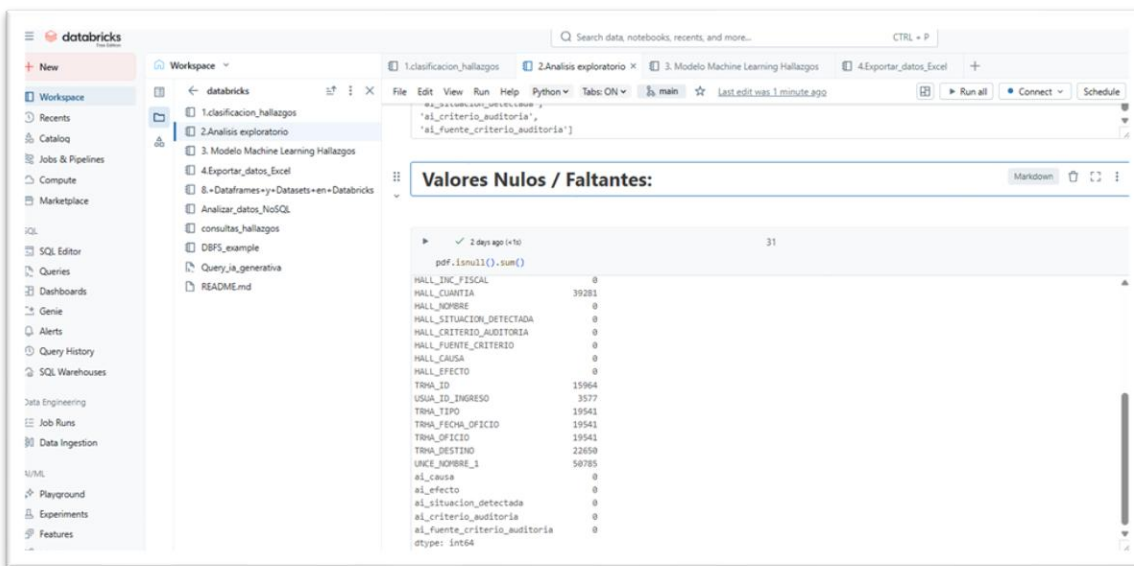 databricks
Free Edition
Search data, notebooks, recents, and more...
CTRL + P
New
Workspace
Recents
Catalog
Jobs & Pipelines
Compute
Marketplace
SQL
SQL Editor
Queries
Dashboards
Genie
Alerts
Query History
SQL Warehouses
Data Engineering
Job Runs
Data Ingestion
AI/ML
Playground
Experiments
Features
Workspace
databricks
1.clasificacion_hallazgos
2.Analisis exploratorio
3. Modelo Machine Learning Hallazgos
4.Exportar_datos_Excel
8.+Dataframes+y+Datasets+en+Databricks
Analizar_datos_NoSQL
consultas_hallazgos
DBFS_example
Query_ia_generativa
README.md
1.clasificacion_hallazgos
2.Analisis exploratorio
3. Modelo Machine Learning Hallazgos
4.Exportar_datos_Excel
File Edit View Run Help Python Tabs: ON main Last edit was 1 minute ago Run all Connect Schedule
'ai_situacion_detectada',
'ai_criterio_auditoria',
'ai_fuente_criterio_auditoria']
Valores Nulos / Faltantes:
Markdown
2 days ago (<1s) 31
pdf.isnull().sum()
HALL_INC_FISCAL 0
HALL_CUANTIA 39281
HALL_NOMBRE 0
HALL_SITUACION_DETECTADA 0
HALL_CRITERIO_AUDITORIA 0
HALL_FUENTE_CRITERIO 0
HALL_CAUSA 0
HALL_EFECTO 0
TRHA_ID 15964
USUA_ID_INGRESO 3577
TRHA_TIPO 19541
TRHA_FECHA_OFICIO 19541
TRHA_OFICIO 19541
TRHA_DESTINO 22650
UNCE_NOMBRE_1 50785
ai_causa 0
ai_efecto 0
ai_situacion_detectada 0
ai_criterio_auditoria 0
ai_fuente_criterio_auditoria 0
dtype: int64